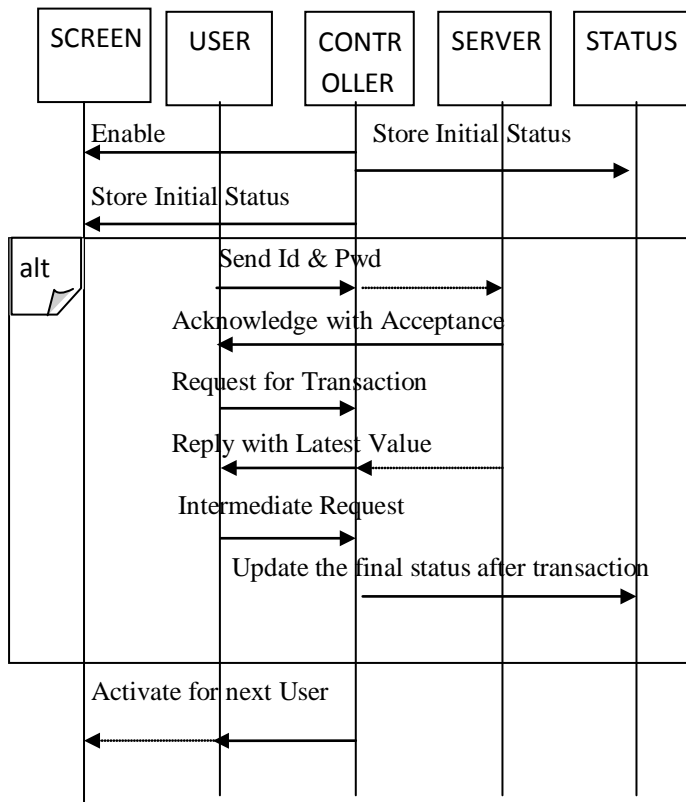 SCREEN
USER
CONTR
OLLER
SERVER
STATUS
Enable
Store Initial Status
Store Initial Status
alt
Send Id & Pwd
Acknowledge with Acceptance
Request for Transaction
Reply with Latest Value
Intermediate Request
Update the final status after transaction
Activate for next User